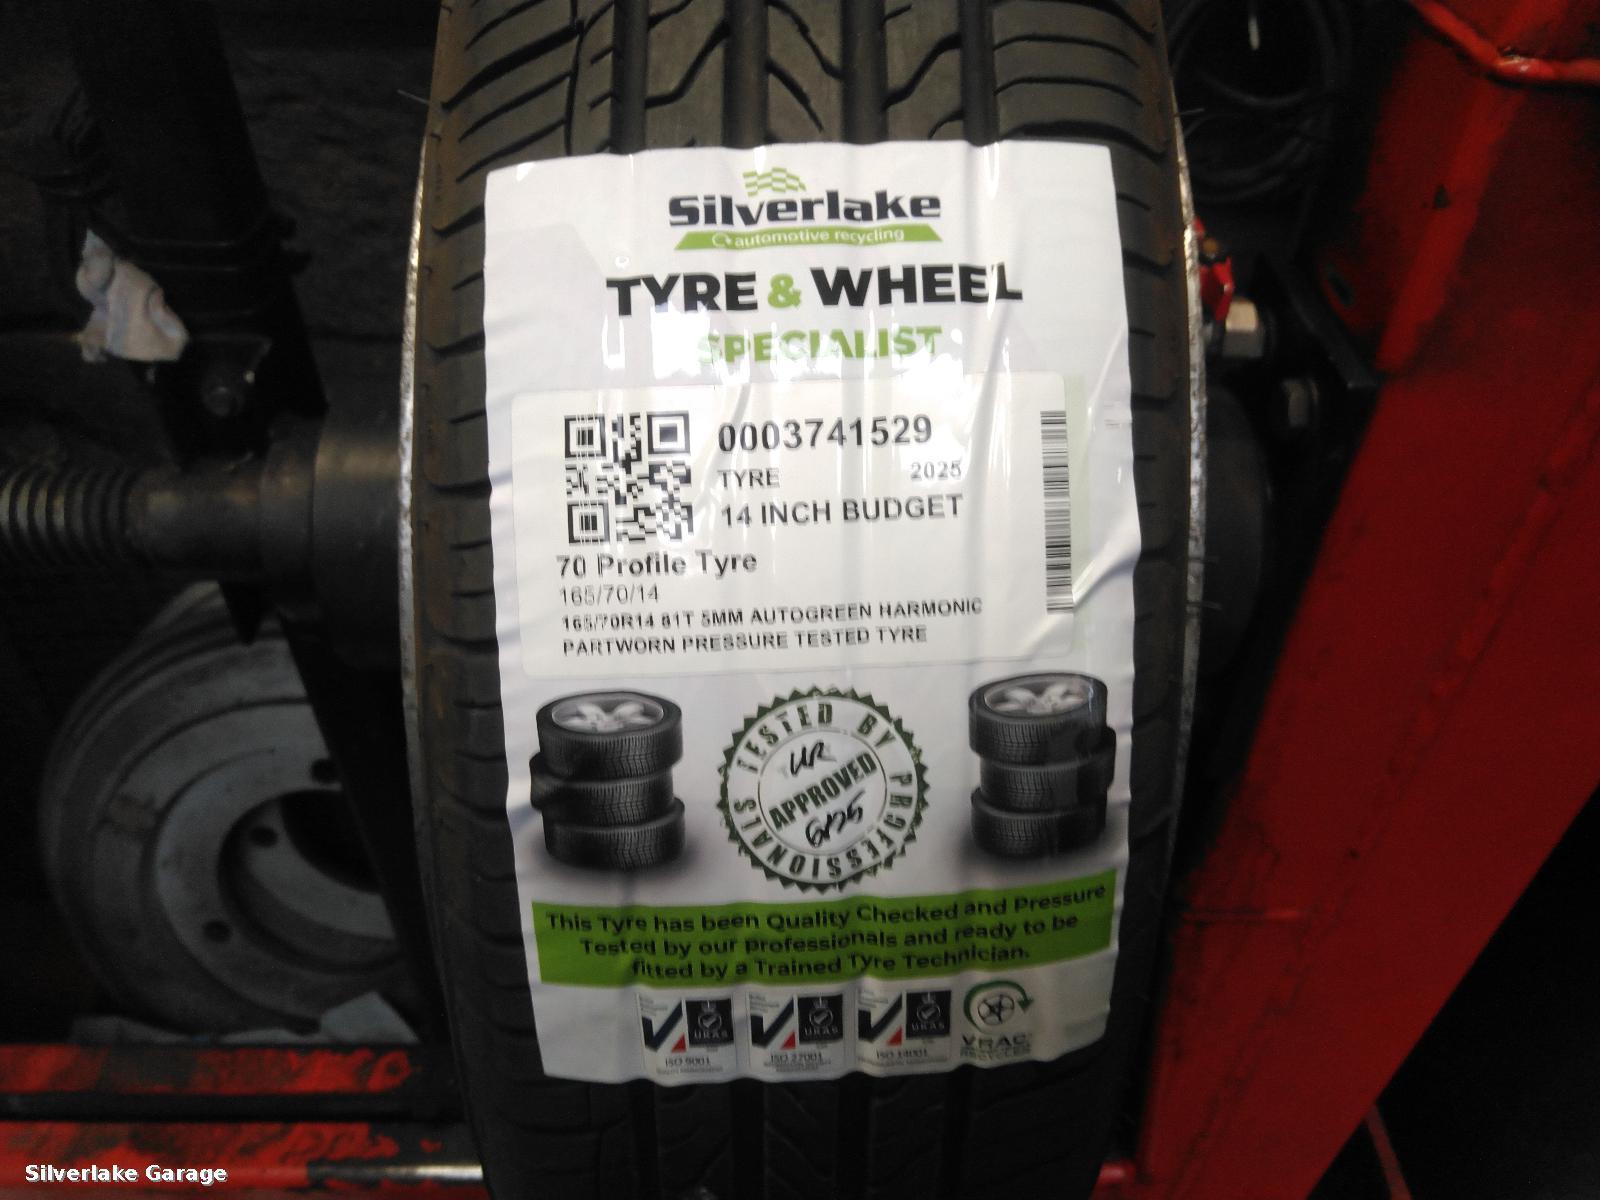 Silverlake
automotive recycling
TYRE & WHEEL
SPECIALIST
0003741529
TYRE 2025
14 INCH BUDGET
70 Profile Tyre
165/70/14
165/70R14 81T 5MM AUTOGREEN HARMONIC
PARTWORN PRESSURE TESTED TYRE
TESTED BY PROFESSIONALS
APPROVED
This Tyre has been Quality Checked and Pressure
Tested by our professionals and ready to be
fitted by a Trained Tyre Technician.
UKAS
ISO 9001
UKAS
ISO 27001
UKAS
ISO 14001
VRAC
RECYCLER
Silverlake Garage